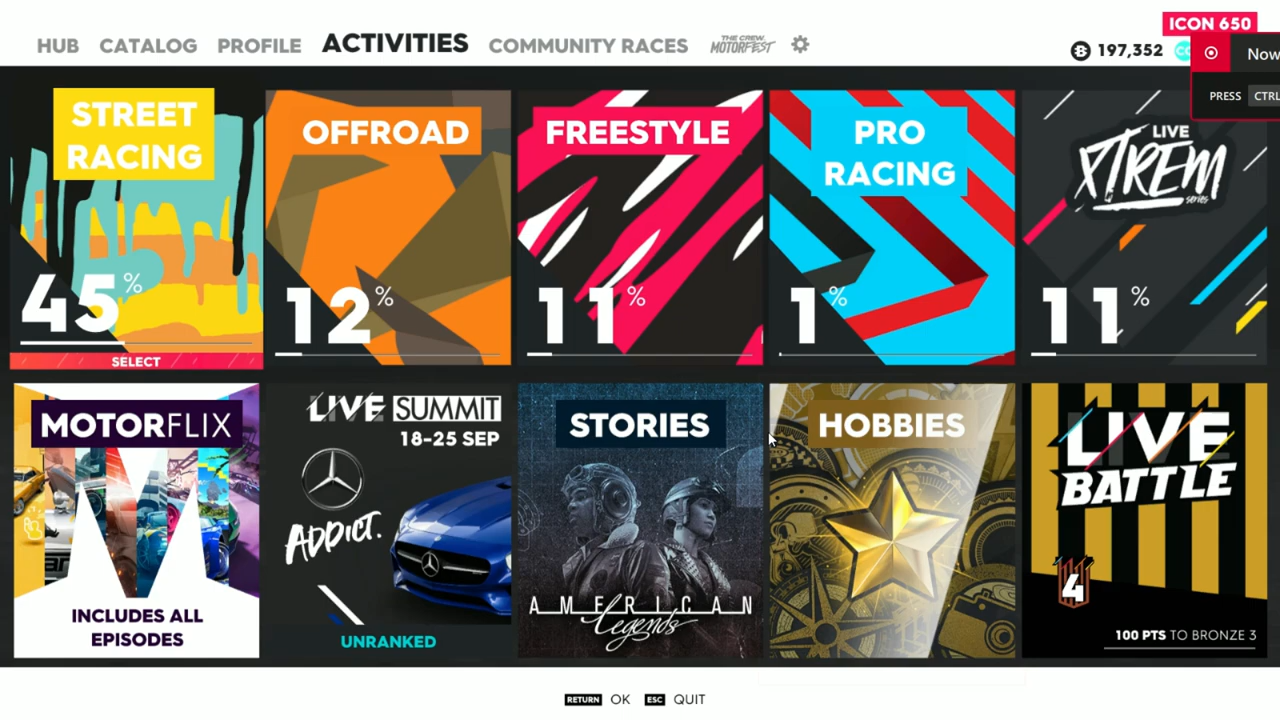 ICON 650
HUB CATALOG PROFILE ACTIVITIES COMMUNITY RACES THE CREW MOTORFEST
197,352
Now
PRESS CTRL
STREET
RACING
45%
SELECT
OFFROAD
12%
FREESTYLE
11%
PRO
RACING
1%
LIVE
XTREM
series
11%
MOTORFLIX
INCLUDES ALL
EPISODES
LIVE SUMMIT
18-25 SEP
ADDICT.
UNRANKED
STORIES
AMERICAN
Legends
HOBBIES
LIVE
BATTLE
4
100 PTS TO BRONZE 3
RETURN OK ESC QUIT